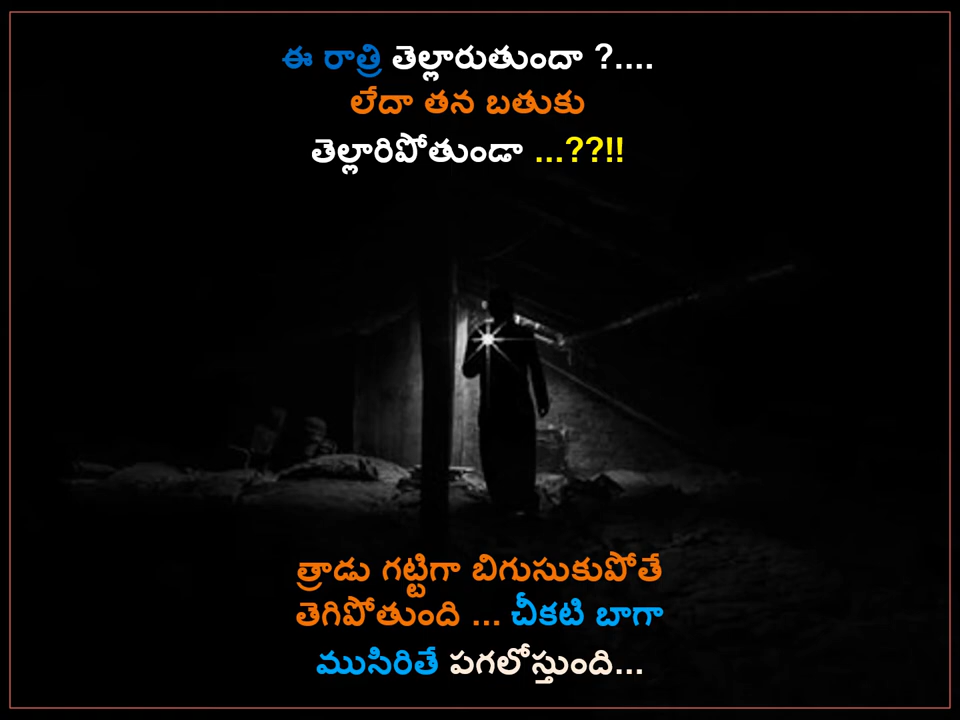 ఈ రాత్రి తెల్లారుతుందా ?....
లేదా తన బతుకు
తెల్లారిపోతుండా ...??!!
త్రాడు గట్టిగా బిగుసుకుపోతే
తెగిపోతుంది ... చీకటి బాగా
ముసిరితే పగలోస్తుంది...